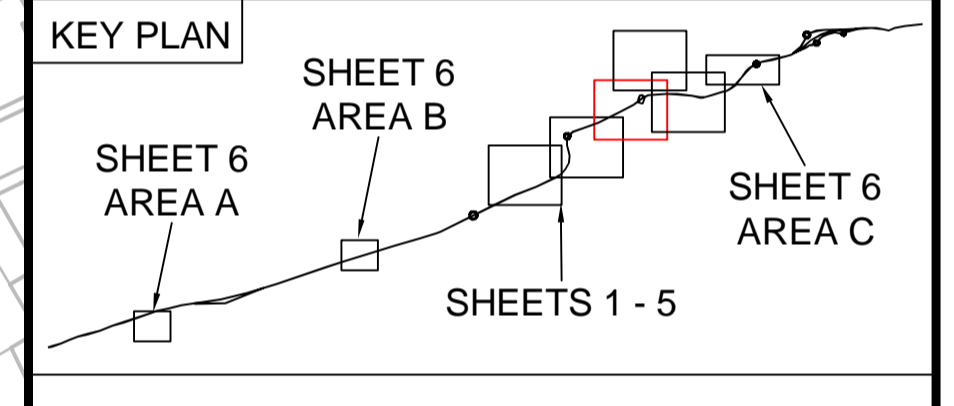 KEY PLAN
SHEET 6
AREA B
SHEET 6
AREA A
SHEET 6
AREA C
SHEETS 1 - 5